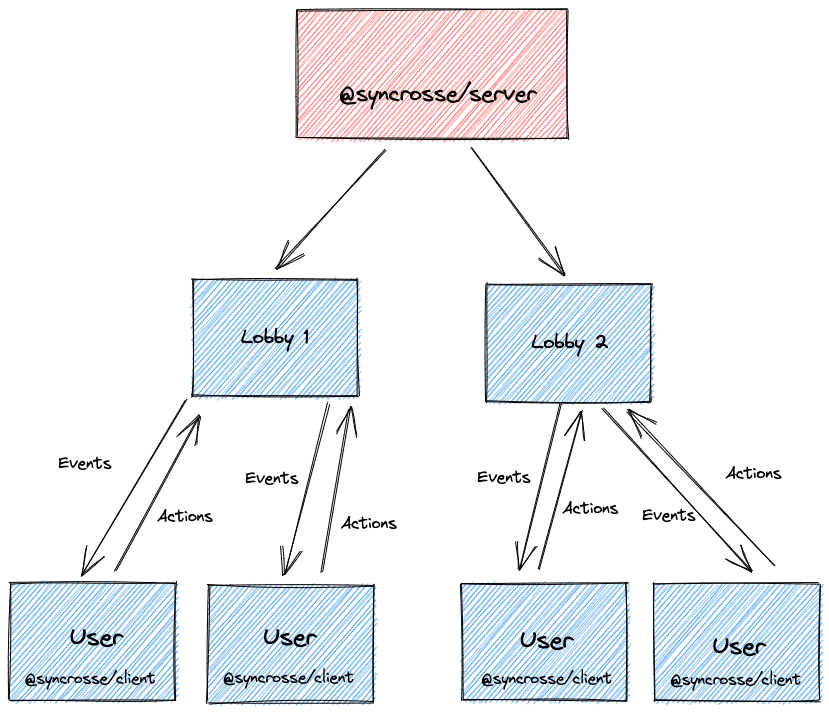 @syncrosse/server
Lobby 1
Lobby 2
Events
Actions
Events
Actions
Events
Actions
Events
Actions
User
@syncrosse/client
User
@syncrosse/client
User
@syncrosse/client
User
@syncrosse/client